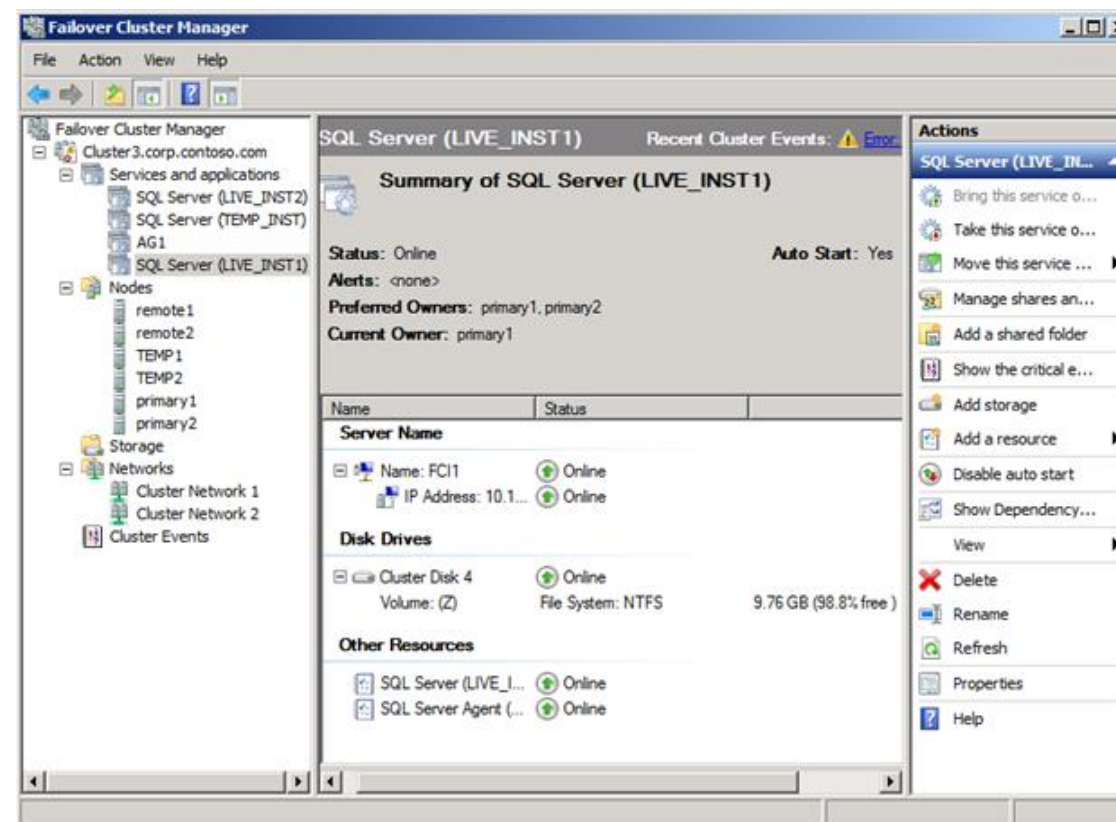 Failover Cluster Manager
File Action View Help
Failover Cluster Manager
Cluster3.corp.contoso.com
Services and applications
SQL Server (LIVE_INST2)
SQL Server (TEMP_INST)
AG1
SQL Server (LIVE_INST1)
Nodes
remote1
remote2
TEMP1
TEMP2
primary1
primary2
Storage
Networks
Cluster Network 1
Cluster Network 2
Cluster Events
SQL Server (LIVE_INST1) Recent Cluster Events: Error:
Summary of SQL Server (LIVE_INST1)
Status: Online Auto Start: Yes
Alerts: <none>
Preferred Owners: primary1, primary2
Current Owner: primary1
Name Status
Server Name
Name: FCI1 Online
IP Address: 10.1... Online
Disk Drives
Cluster Disk 4 Online
Volume: (Z) File System: NTFS 9.76 GB (98.8% free )
Other Resources
SQL Server (LIVE_I... Online
SQL Server Agent (... Online
Actions
SQL Server (LIVE_IN...
Bring this service o...
Take this service o...
Move this service ...
Manage shares an...
Add a shared folder
Show the critical e...
Add storage
Add a resource
Disable auto start
Show Dependency...
View
Delete
Rename
Refresh
Properties
Help